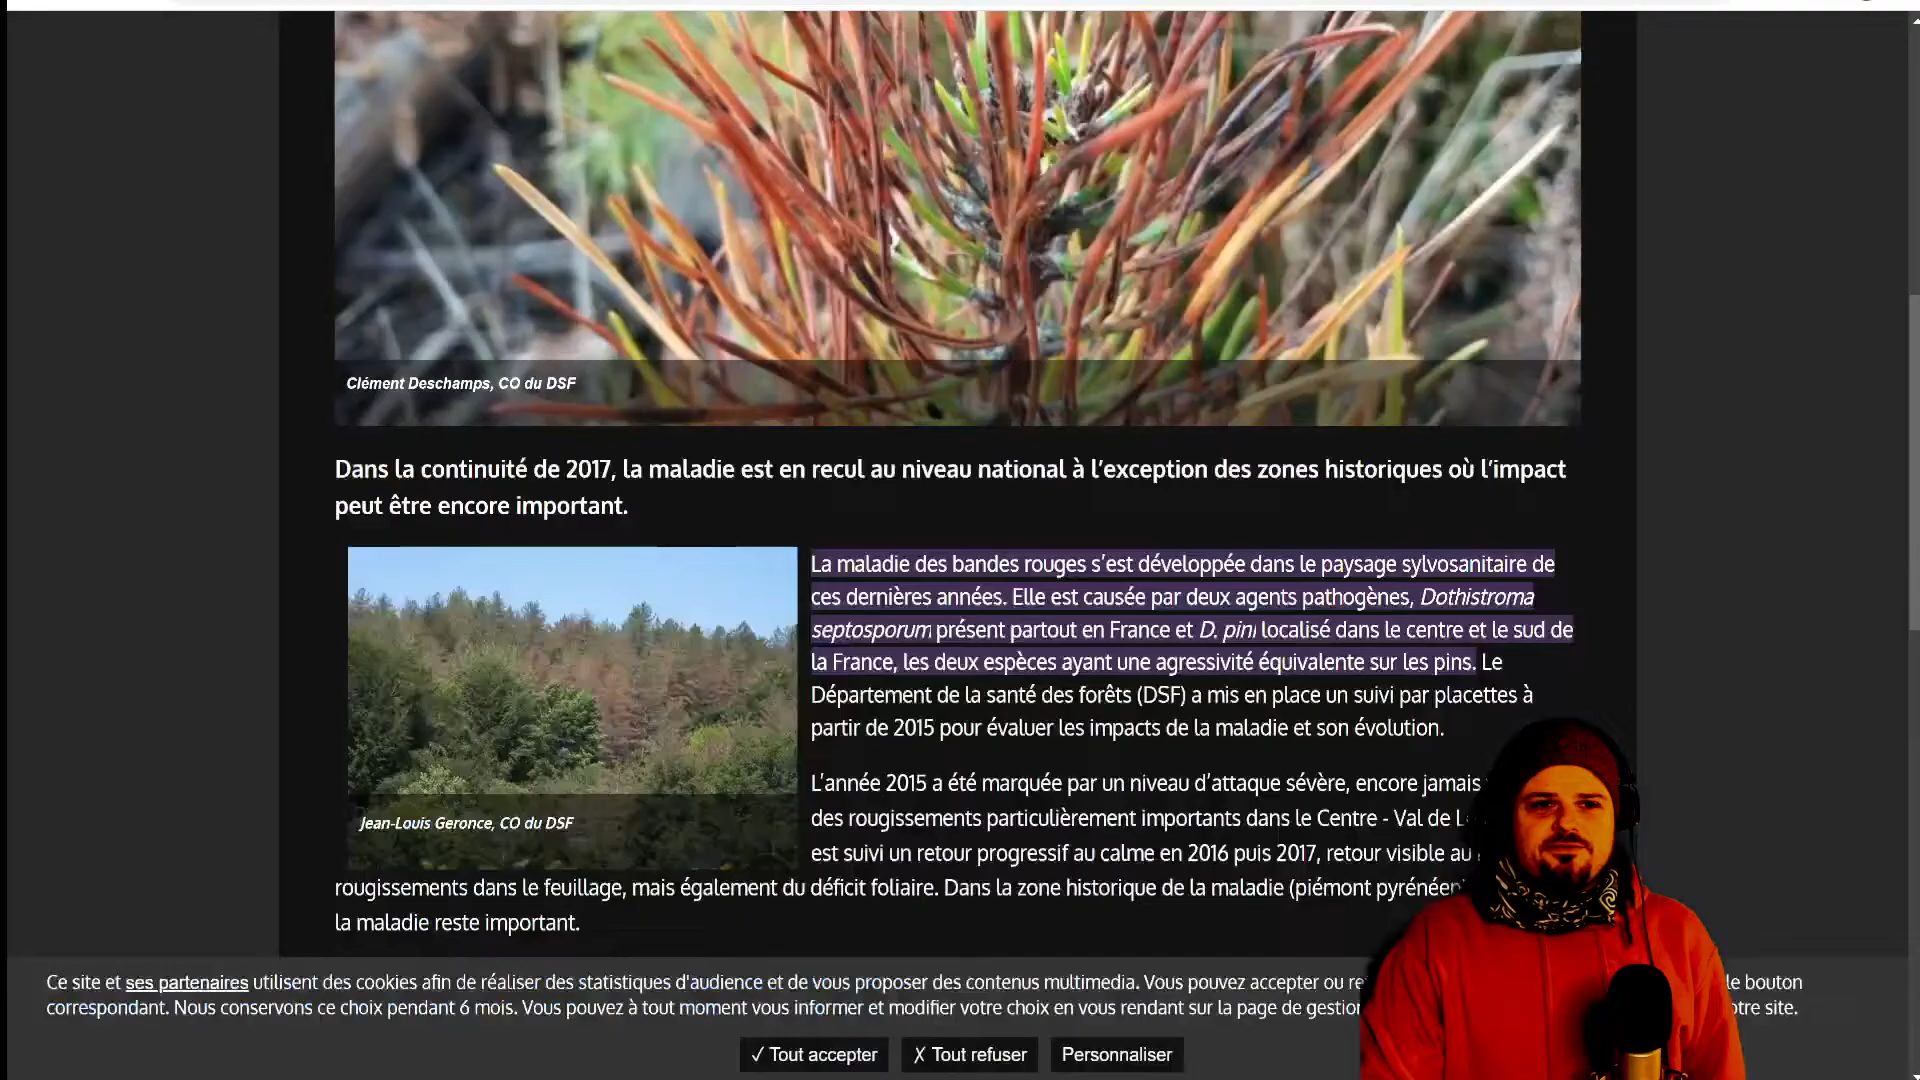 Clément Deschamps, CO du DSF
Dans la continuité de 2017, la maladie est en recul au niveau national à l’exception des zones historiques où l’impact
peut être encore important.
La maladie des bandes rouges s’est développée dans le paysage sylvosanitaire de
ces dernières années. Elle est causée par deux agents pathogènes, Dothistroma
septosporum présent partout en France et D. pini localisé dans le centre et le sud de
la France, les deux espèces ayant une agressivité équivalente sur les pins. Le
Département de la santé des forêts (DSF) a mis en place un suivi par placettes à
partir de 2015 pour évaluer les impacts de la maladie et son évolution.
L’année 2015 a été marquée par un niveau d’attaque sévère, encore jamais
des rougissements particulièrement importants dans le Centre - Val de
est suivi un retour progressif au calme en 2016 puis 2017, retour visible au
Jean-Louis Geronce, CO du DSF
rougissements dans le feuillage, mais également du déficit foliaire. Dans la zone historique de la maladie (piémont pyrénéen)
la maladie reste important.
Ce site et ses partenaires utilisent des cookies afin de réaliser des statistiques d'audience et de vous proposer des contenus multimedia. Vous pouvez accepter ou le bouton
correspondant. Nous conservons ce choix pendant 6 mois. Vous pouvez à tout moment vous informer et modifier votre choix en vous rendant sur la page de gestion otre site.
✓ Tout accepter ✗ Tout refuser Personnaliser